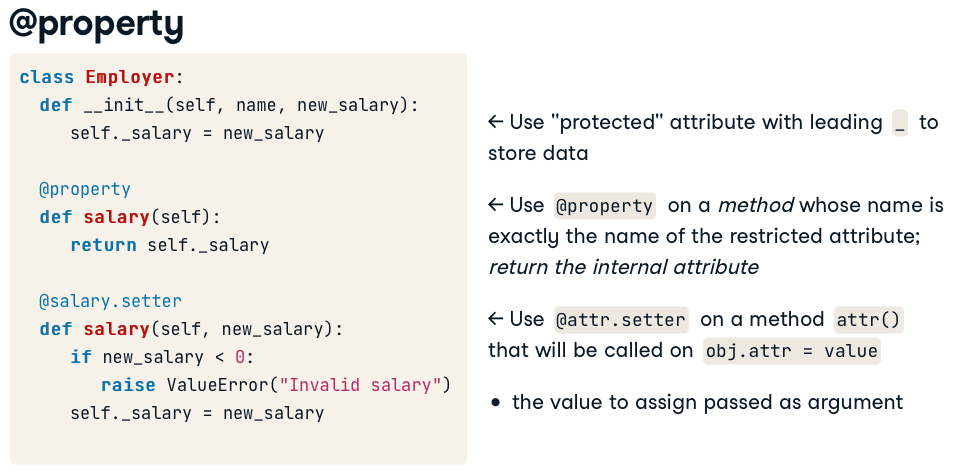 @property
class Employer:
def __init__(self, name, new_salary):
self._salary = new_salary
@property
def salary(self):
return self._salary
@salary.setter
def salary(self, new_salary):
if new_salary < 0:
raise ValueError("Invalid salary")
self._salary = new_salary
← Use "protected" attribute with leading _ to
store data
← Use @property on a method whose name is
exactly the name of the restricted attribute;
return the internal attribute
← Use @attr.setter on a method attr()
that will be called on obj.attr = value
• the value to assign passed as argument